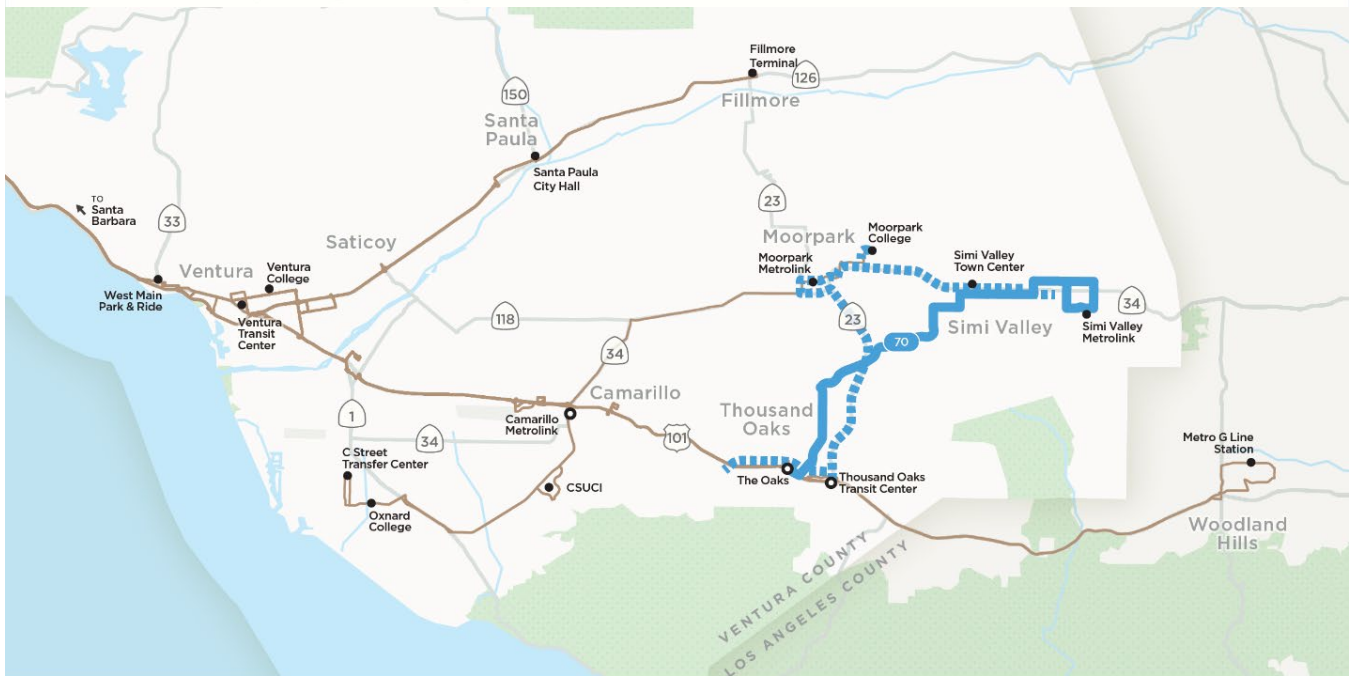 Fillmore
Terminal
126
Fillmore
150
Santa
Paula
Santa Paula
City Hall
TO
Santa
Barbara
33
23
Saticoy
Moorpark
Moorpark
College
Moorpark
Metrolink
Simi Valley
Town Center
Ventura
Ventura
College
West Main
Park & Ride
Ventura
Transit
Center
118
34
23
70
Simi Valley
34
Simi Valley
Metrolink
Camarillo
Camarillo
Metrolink
1
34
101
Thousand
Oaks
The Oaks
Thousand Oaks
Transit Center
C Street
Transfer Center
Oxnard
College
CSUCI
Metro G Line
Station
Woodland
Hills
VENTURA COUNTY
LOS ANGELES COUNTY